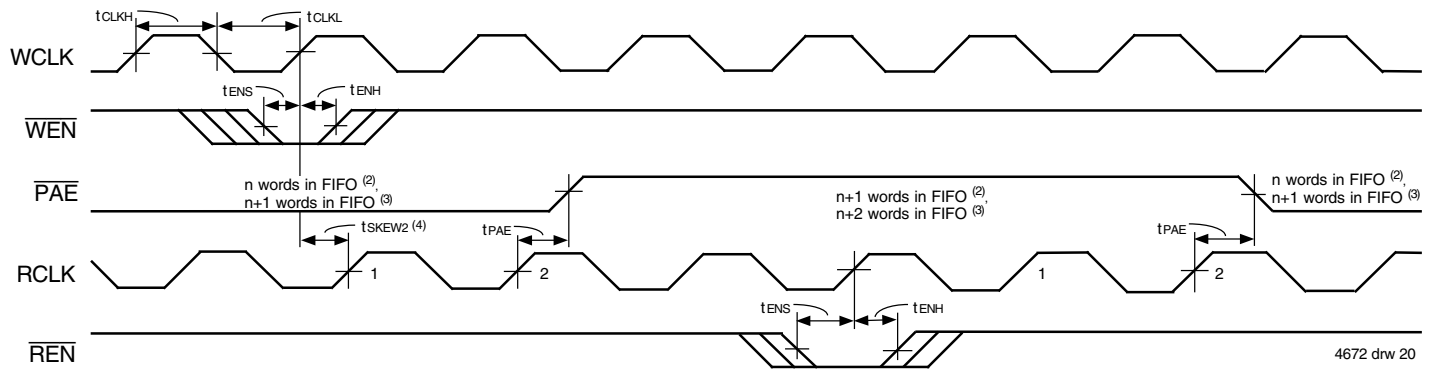 tCLKH
tCLKL
WCLK
tENS
tENH
WEN
PAE
n words in FIFO (2),
n+1 words in FIFO (3)
n+1 words in FIFO (2),
n+2 words in FIFO (3)
n words in FIFO (2),
n+1 words in FIFO (3)
tSKEW2 (4)
tPAE
tPAE
RCLK
1
2
1
2
tENS
tENH
REN
4672 drw 20